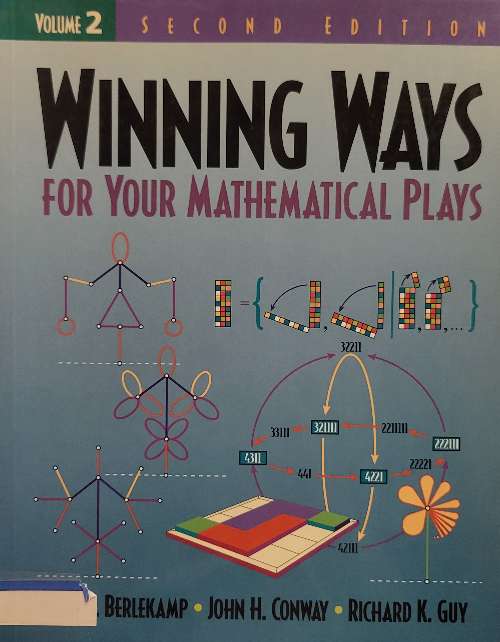 VOLUME 2 SECOND EDITION
WINNING WAYS
FOR YOUR MATHEMATICAL PLAYS
= { , , | , , ... }
32211
33111
321111
2211111
4311
222111
441
4221
22221
42111
BERLEKAMP • JOHN H. CONWAY • RICHARD K. GUY